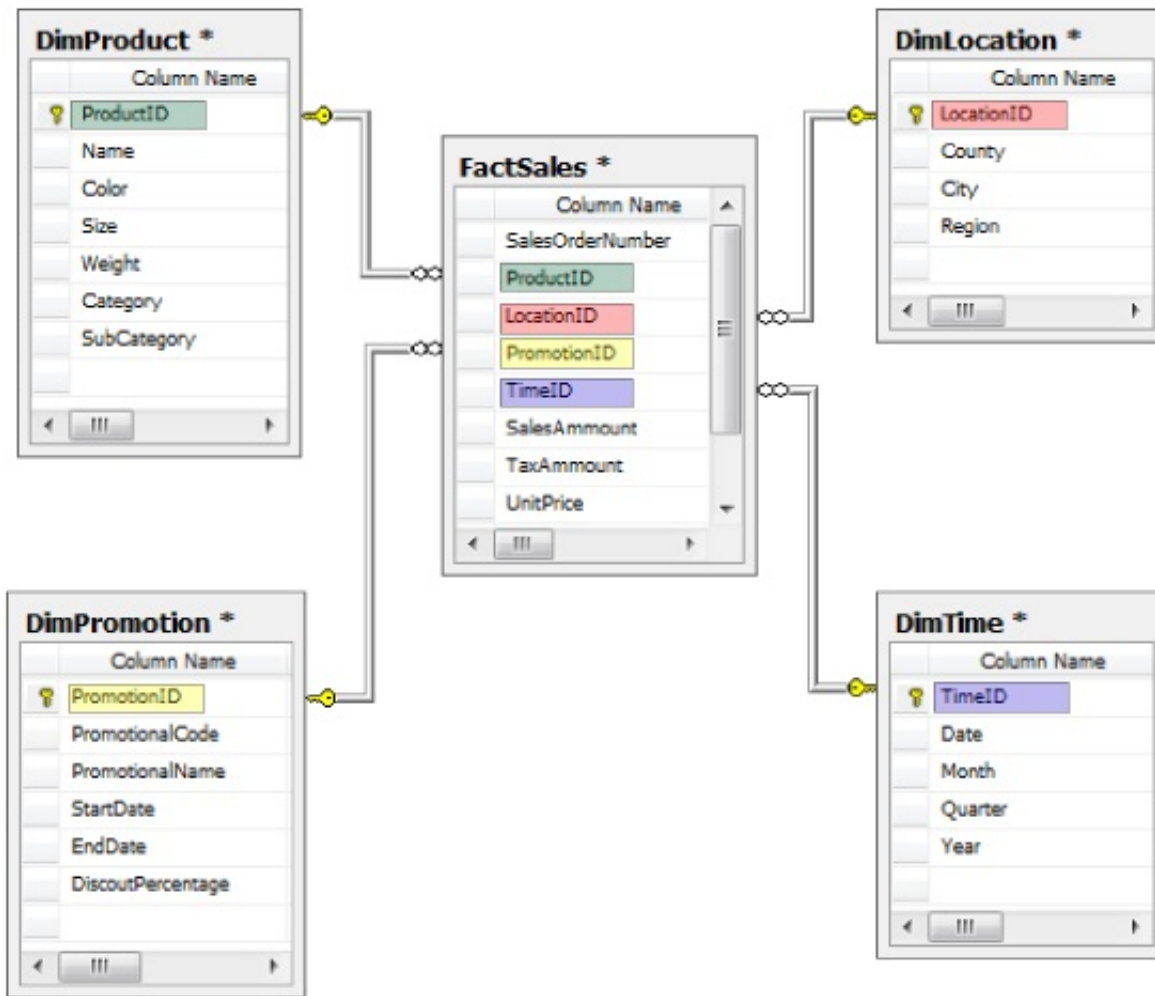 DimProduct *
Column Name
ProductID
Name
Color
Size
Weight
Category
SubCategory
FactSales *
Column Name
SalesOrderNumber
ProductID
LocationID
PromotionID
TimeID
SalesAmmount
TaxAmmount
UnitPrice
DimLocation *
Column Name
LocationID
County
City
Region
DimPromotion *
Column Name
PromotionID
PromotionalCode
PromotionalName
StartDate
EndDate
DiscoutPercentage
DimTime *
Column Name
TimeID
Date
Month
Quarter
Year